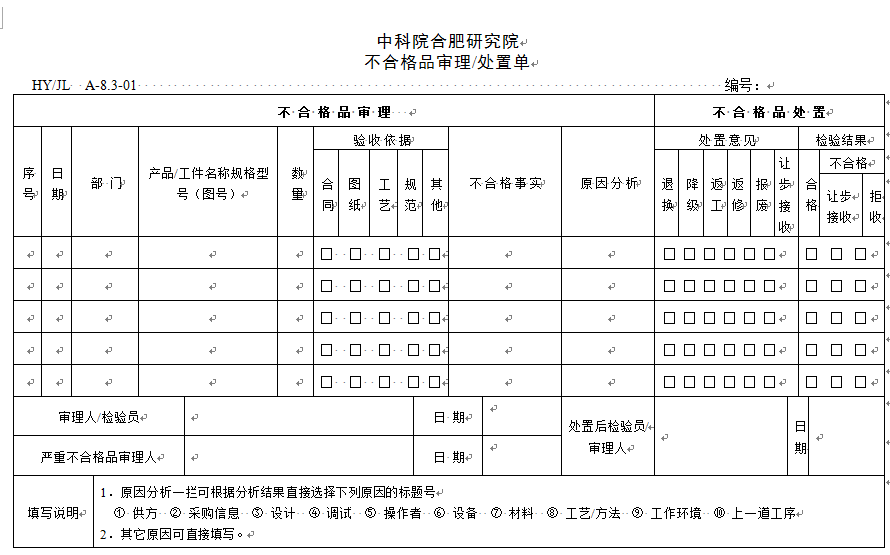 中科院合肥研究院
不合格品审理/处置单
HY/JL A-8.3-01 编号：
不合格品审理 不合格品处置
序号 日期 部门 产品/工件名称规格型号（图号） 数量 验收依据 不合格事实 原因分析 处置意见 检验结果
合同 图纸 工艺 规范 其他 退换 降级 返工 返修 报废 让步接收 合格 不合格
让步接收 拒收
□ □ □ □ □ □ □ □ □ □ □ □ □
□ □ □ □ □ □ □ □ □ □ □ □ □
□ □ □ □ □ □ □ □ □ □ □ □ □
□ □ □ □ □ □ □ □ □ □ □ □ □
□ □ □ □ □ □ □ □ □ □ □ □ □
审理人/检验员 日期 处置后检验员/审理人 日期
严重不合格品审理人 日期
填写说明
1．原因分析一拦可根据分析结果直接选择下列原因的标题号
① 供方 ② 采购信息 ③ 设计 ④ 调试 ⑤ 操作者 ⑥ 设备 ⑦ 材料 ⑧ 工艺/方法 ⑨ 工作环境 ⑩ 上一道工序
2．其它原因可直接填写。